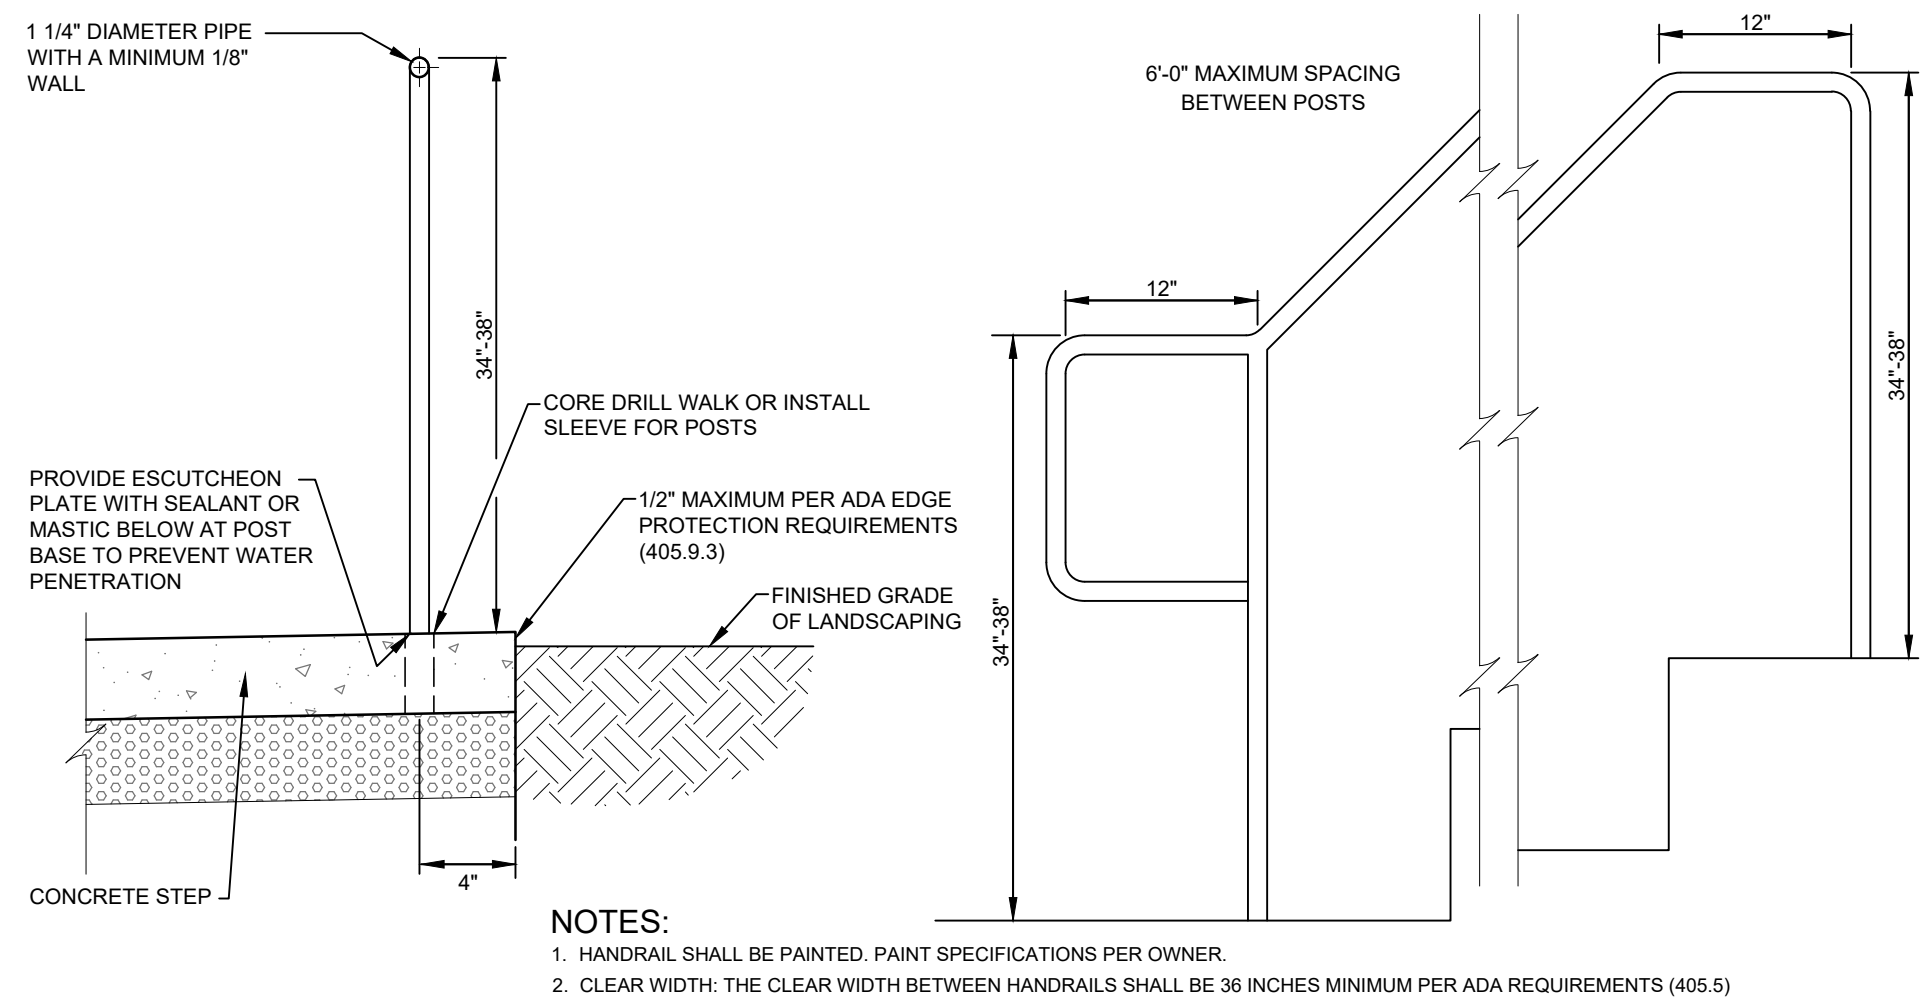 1 1/4" DIAMETER PIPE
WITH A MINIMUM 1/8"
WALL
34"-38"
CORE DRILL WALK OR INSTALL
SLEEVE FOR POSTS
PROVIDE ESCUTCHEON
PLATE WITH SEALANT OR
MASTIC BELOW AT POST
BASE TO PREVENT WATER
PENETRATION
1/2" MAXIMUM PER ADA EDGE
PROTECTION REQUIREMENTS
(405.9.3)
FINISHED GRADE
OF LANDSCAPING
CONCRETE STEP
4"
6'-0" MAXIMUM SPACING
BETWEEN POSTS
12"
34"-38"
12"
34"-38"
NOTES:
1. HANDRAIL SHALL BE PAINTED. PAINT SPECIFICATIONS PER OWNER.
2. CLEAR WIDTH: THE CLEAR WIDTH BETWEEN HANDRAILS SHALL BE 36 INCHES MINIMUM PER ADA REQUIREMENTS (405.5)